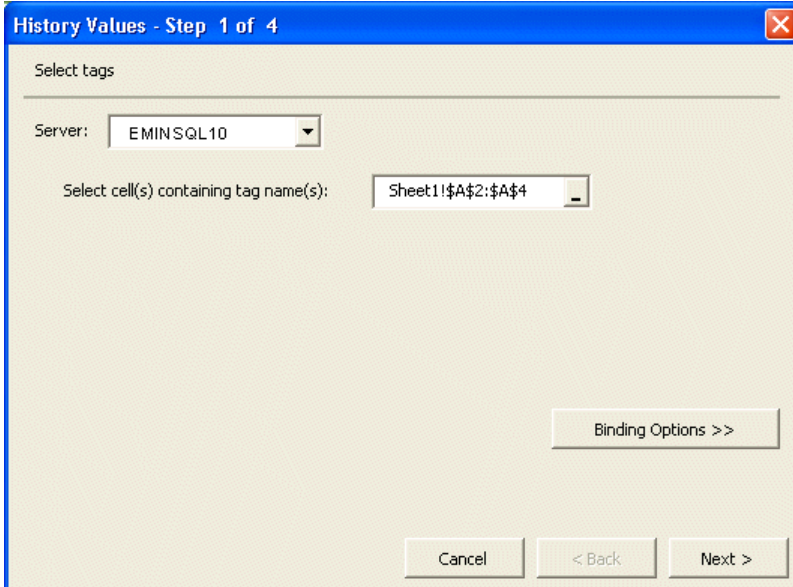 History Values - Step 1 of 4
Select tags
Server: EMINSQL10
Select cell(s) containing tag name(s): Sheet1!$A$2:$A$4
Binding Options >>
Cancel < Back Next >